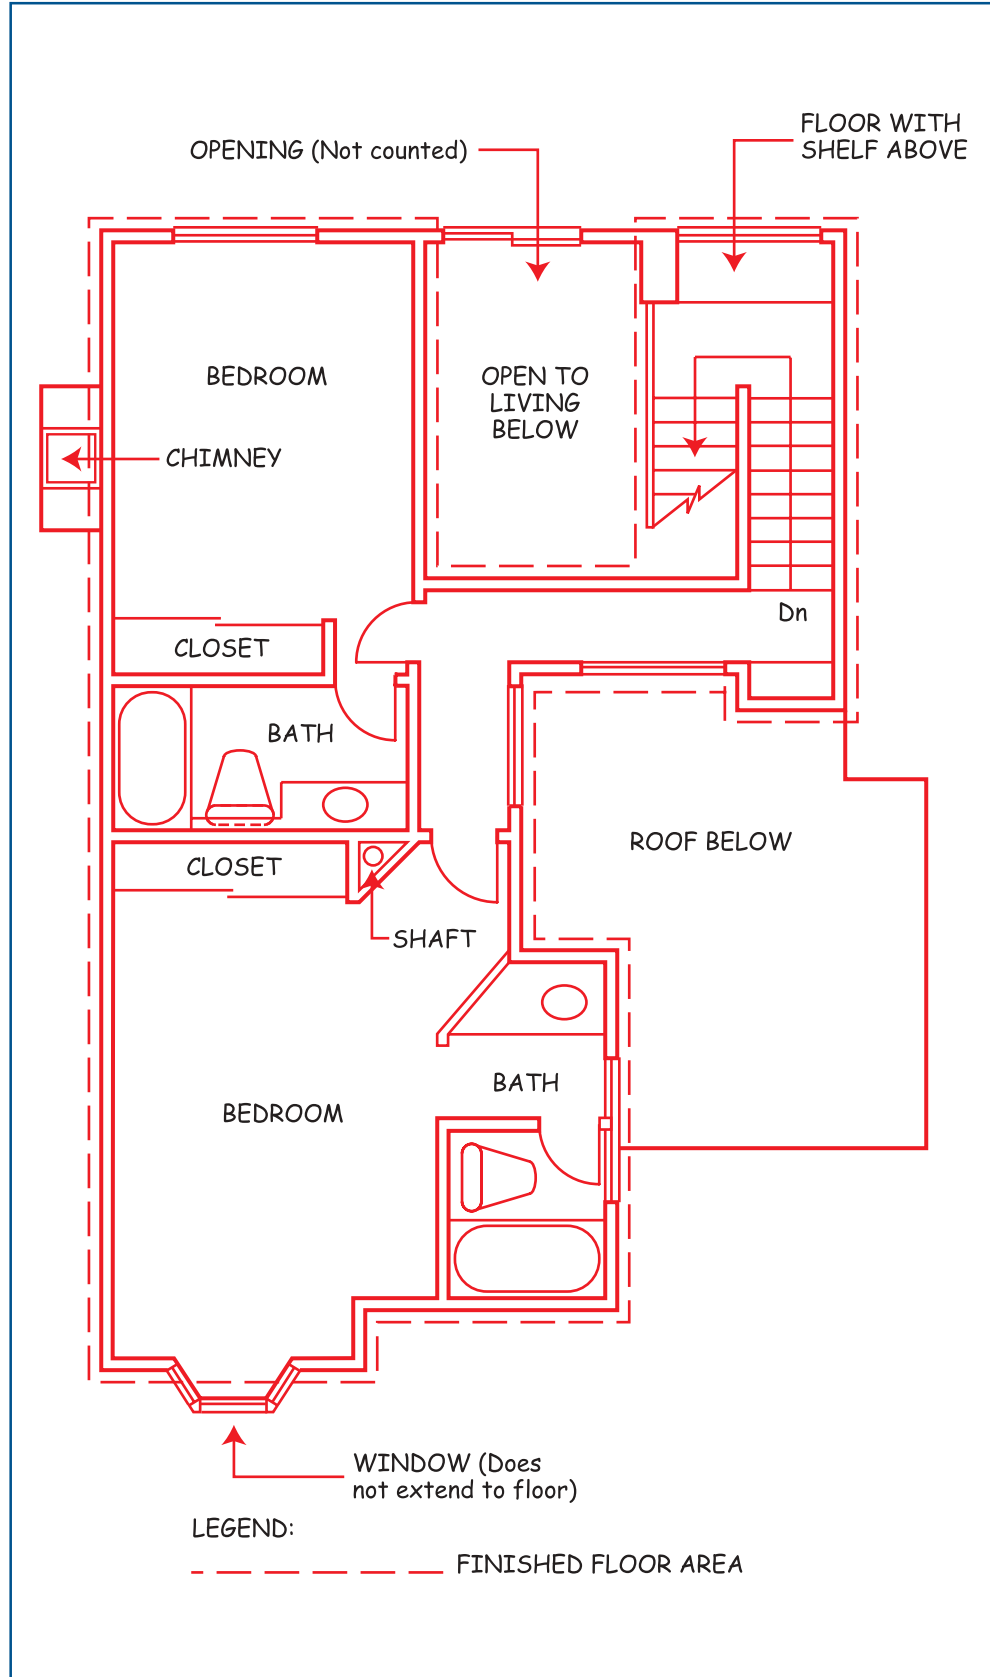 FLOOR WITH
SHELF ABOVE
OPENING (Not counted)
BEDROOM
OPEN TO
LIVING
BELOW
CHIMNEY
Dn
CLOSET
BATH
ROOF BELOW
CLOSET
SHAFT
BATH
BEDROOM
WINDOW (Does
not extend to floor)
LEGEND:
FINISHED FLOOR AREA